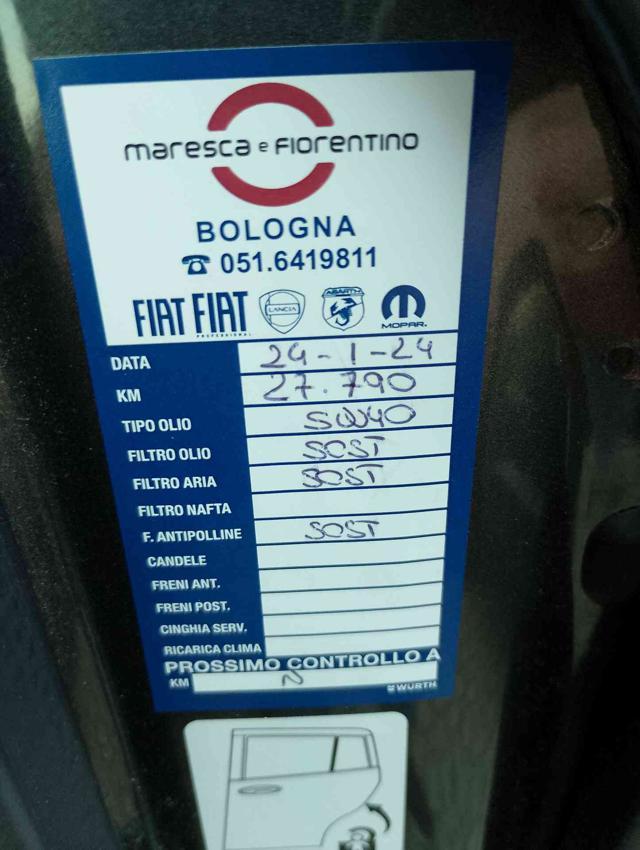 maresca e FIORENTINO
BOLOGNA
☎ 051.6419811
FIAT FIAT PROFESSIONAL LANCIA ABARTH MOPAR®
DATA 24-1-24
KM 27.790
TIPO OLIO 5W40
FILTRO OLIO SOST
FILTRO ARIA SOST
FILTRO NAFTA
F. ANTIPOLLINE SOST
CANDELE
FRENI ANT.
FRENI POST.
CINGHIA SERV.
RICARICA CLIMA
PROSSIMO CONTROLLO A
KM N
WÜRTH